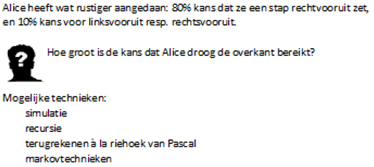 Alice heeft wat rustiger aangedaan: 80% kans dat ze een stap rechtvooruit zet,
en 10% kans voor linksvooruit resp. rechtsvooruit.
Hoe groot is de kans dat Alice droog de overkant bereikt?
Mogelijke technieken:
simulatie
recursie
terugrekenen à la riehoek van Pascal
markovtechnieken